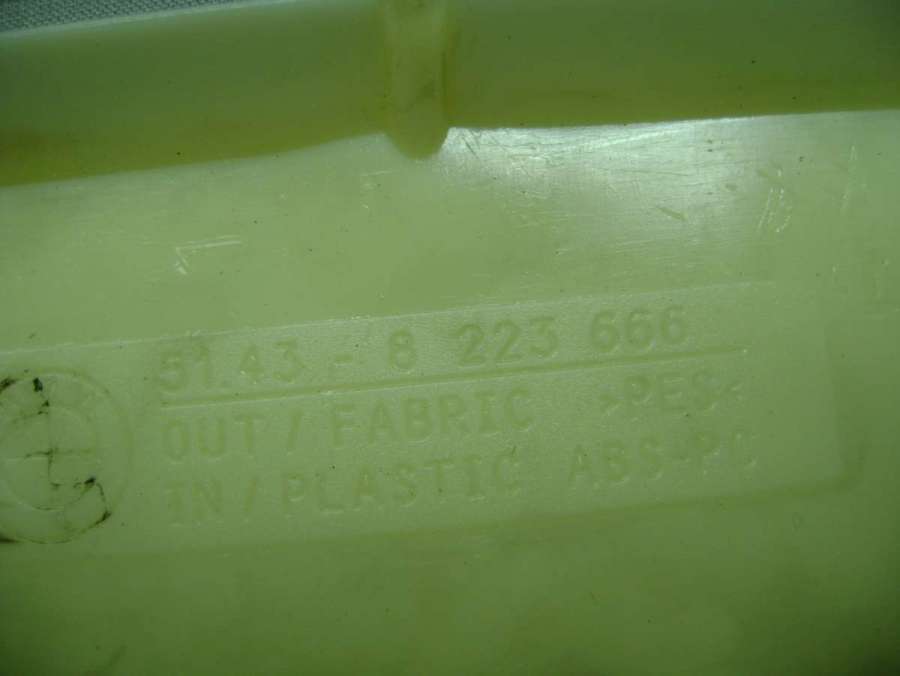 51.43 - 8 223 666
OUT / FABRIC >PES<
IN / PLASTIC ABS-PC